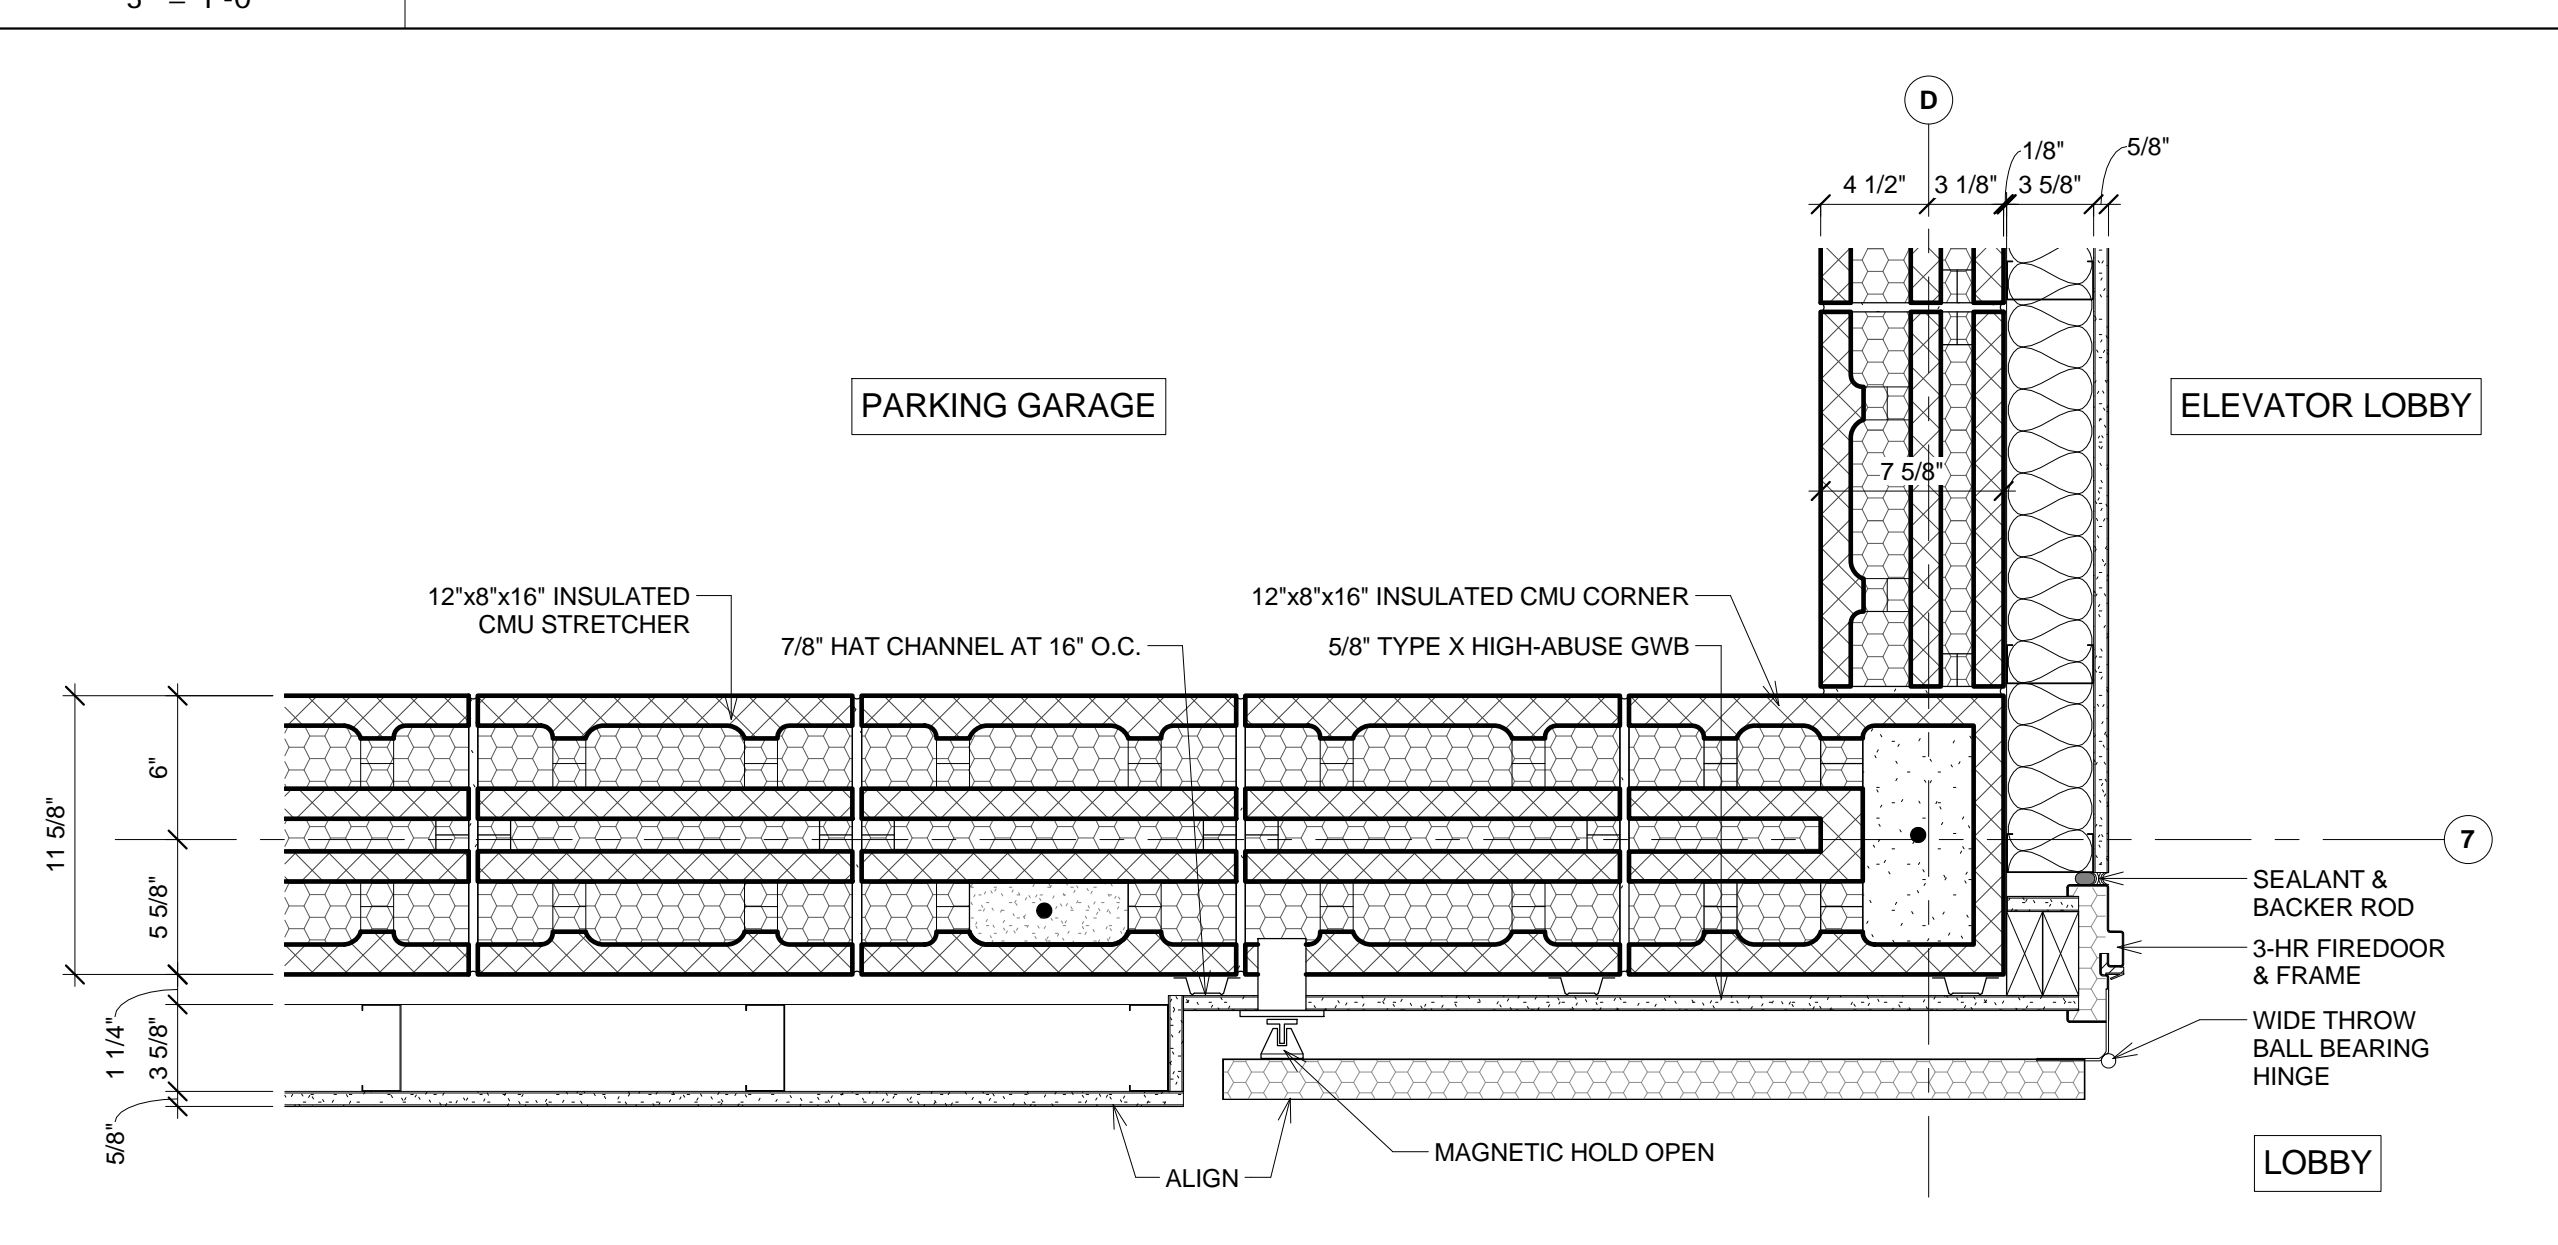 3" = 1'-0"
D
1/8"
5/8"
4 1/2"
3 1/8"
3 5/8"
PARKING GARAGE
ELEVATOR LOBBY
7 5/8"
12"x8"x16" INSULATED
CMU STRETCHER
12"x8"x16" INSULATED CMU CORNER
7/8" HAT CHANNEL AT 16" O.C.
5/8" TYPE X HIGH-ABUSE GWB
6"
11 5/8"
5 5/8"
7
SEALANT &
BACKER ROD
3-HR FIREDOOR
& FRAME
WIDE THROW
BALL BEARING
HINGE
1 1/4"
3 5/8"
5/8"
MAGNETIC HOLD OPEN
ALIGN
LOBBY